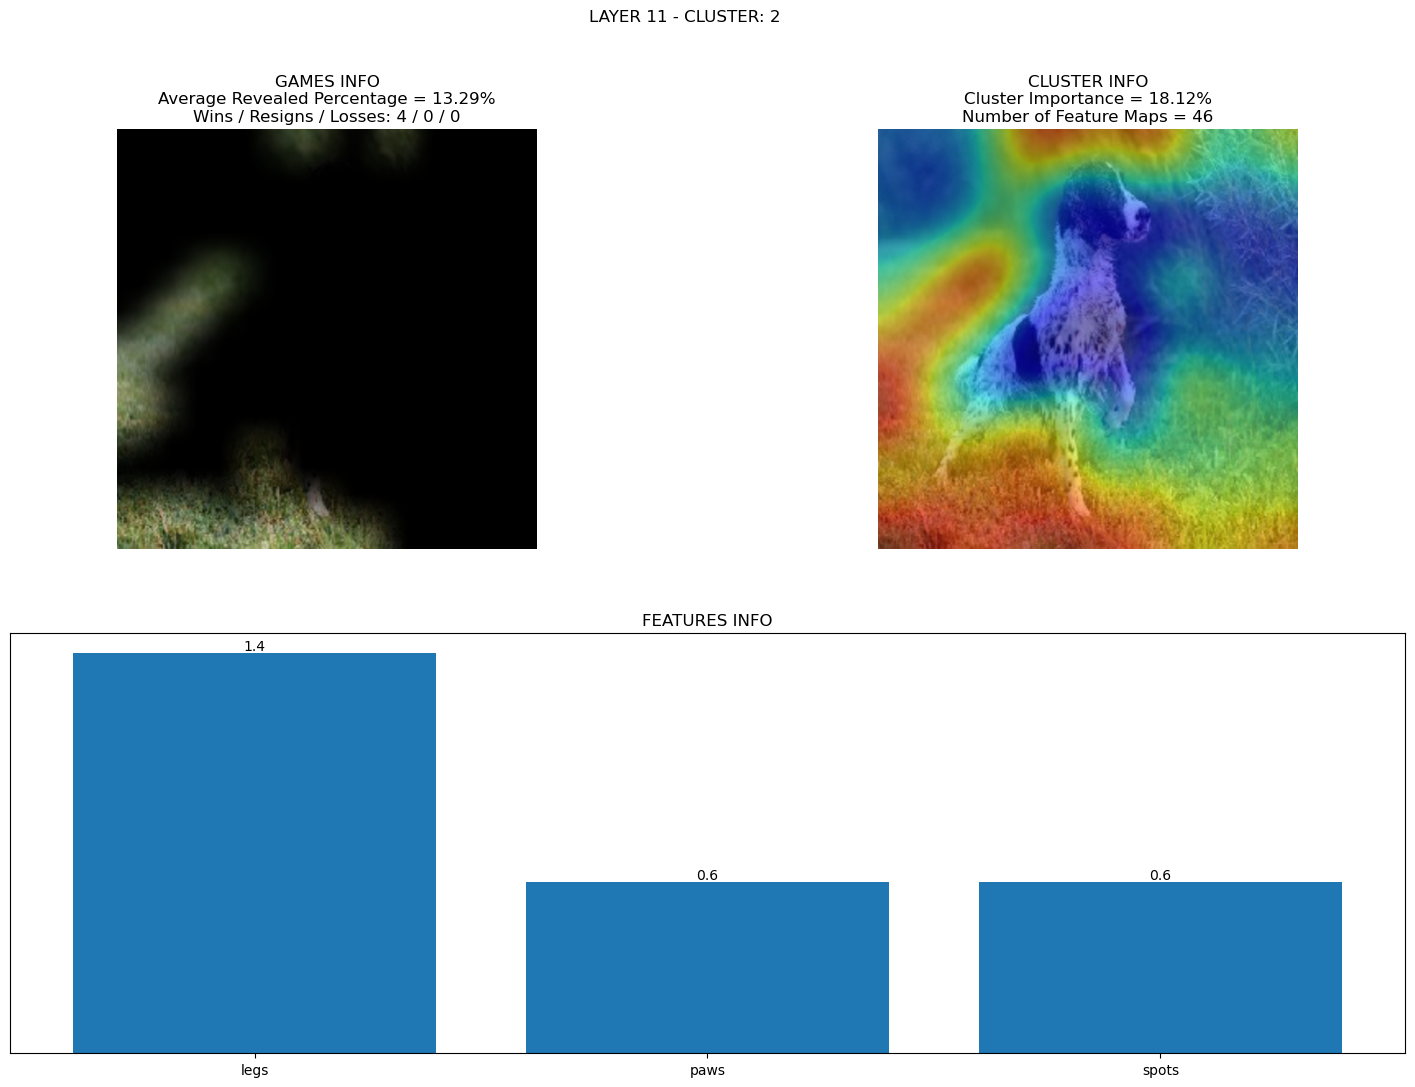 LAYER 11 - CLUSTER: 2
GAMES INFO
Average Revealed Percentage = 13.29%
Wins / Resigns / Losses: 4 / 0 / 0
CLUSTER INFO
Cluster Importance = 18.12%
Number of Feature Maps = 46
FEATURES INFO
1.4
0.6
0.6
legs
paws
spots